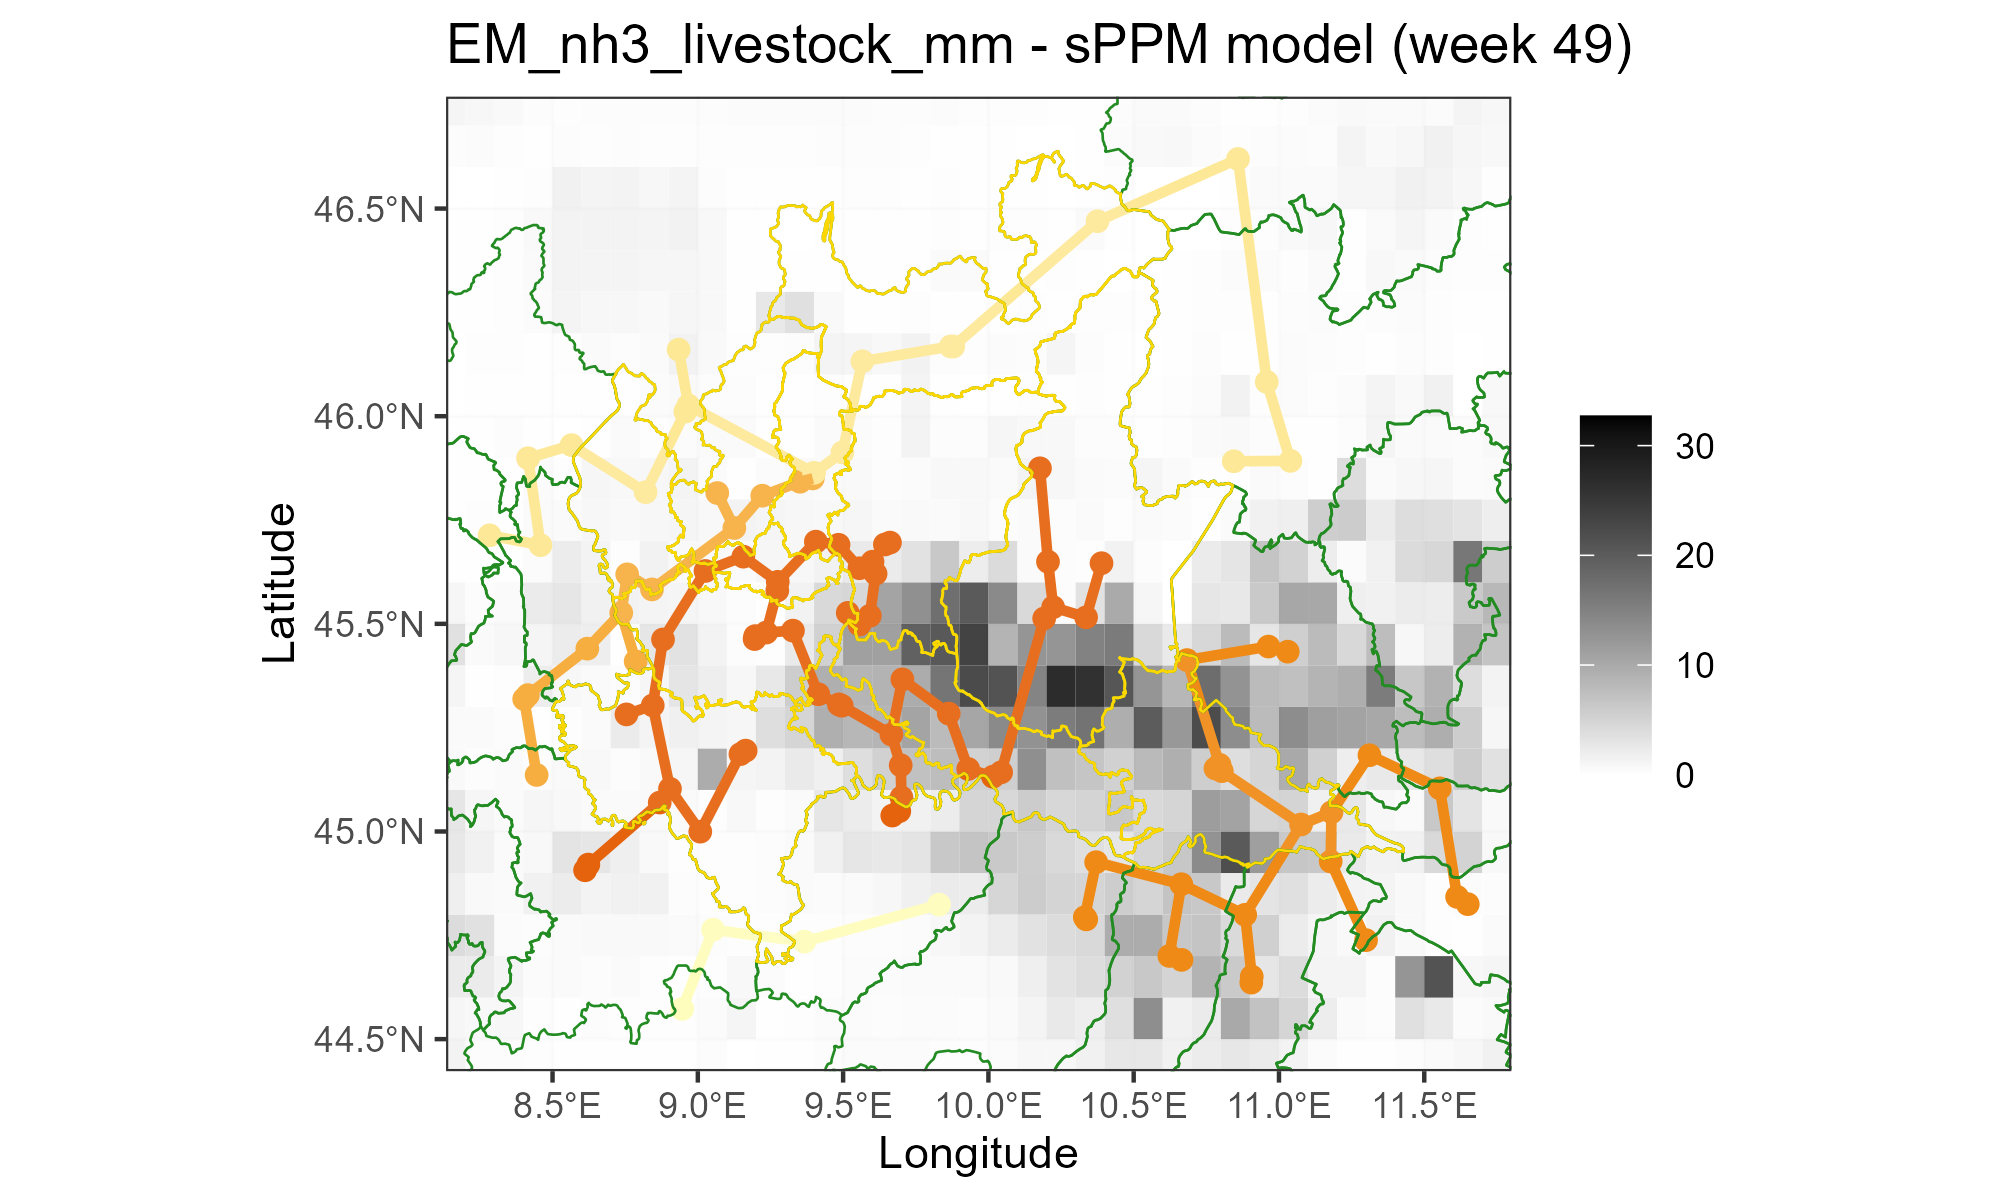 EM_nh3_livestock_mm - sPPM model (week 49)
Latitude
46.5°N
46.0°N
45.5°N
45.0°N
44.5°N
8.5°E 9.0°E 9.5°E 10.0°E 10.5°E 11.0°E 11.5°E
Longitude
30
20
10
0